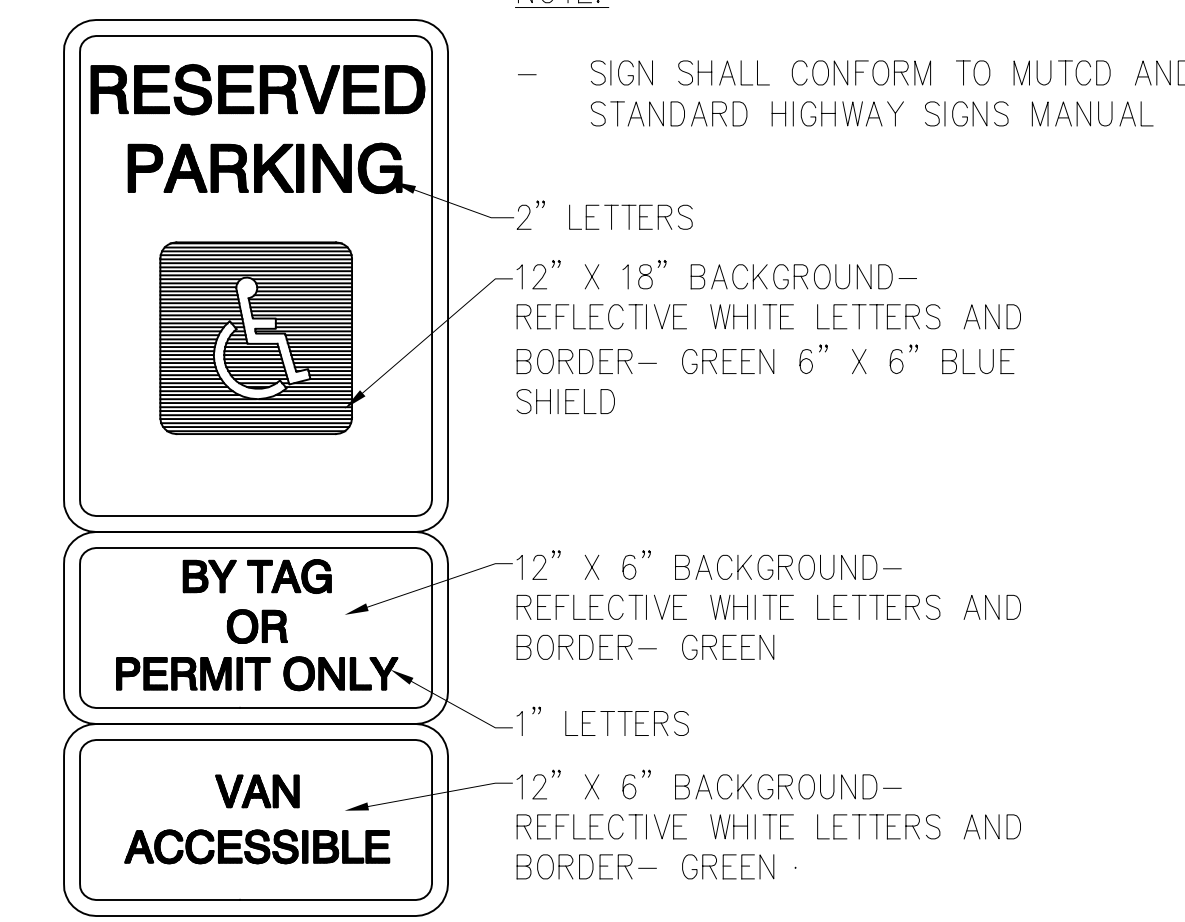 NOTE:
RESERVED
PARKING
- SIGN SHALL CONFORM TO MUTCD AND
STANDARD HIGHWAY SIGNS MANUAL
2” LETTERS
12” X 18” BACKGROUND-
REFLECTIVE WHITE LETTERS AND
BORDER- GREEN 6” X 6” BLUE
SHIELD
BY TAG
OR
PERMIT ONLY
12” X 6” BACKGROUND-
REFLECTIVE WHITE LETTERS AND
BORDER- GREEN
1” LETTERS
VAN
ACCESSIBLE
12” X 6” BACKGROUND-
REFLECTIVE WHITE LETTERS AND
BORDER- GREEN .